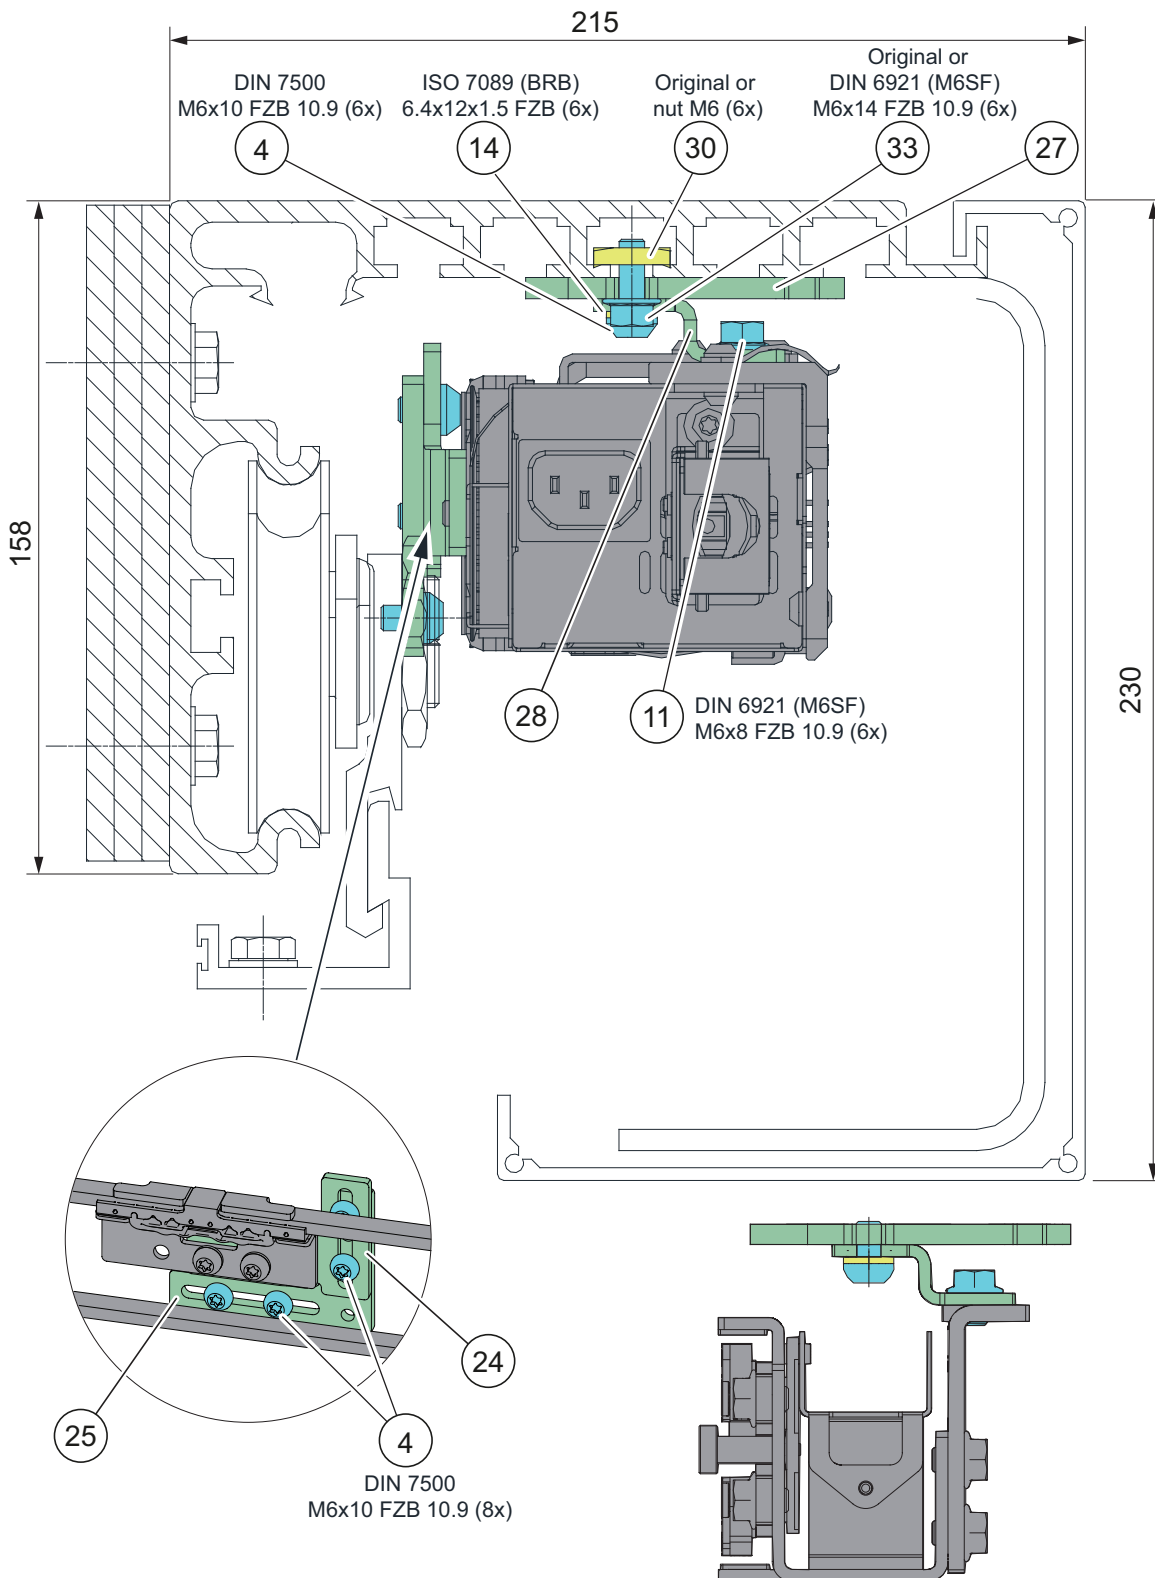 215
DIN 7500
M6x10 FZB 10.9 (6x)
ISO 7089 (BRB)
6.4x12x1.5 FZB (6x)
Original or
nut M6 (6x)
Original or
DIN 6921 (M6SF)
M6x14 FZB 10.9 (6x)
4
14
30
33
27
158
230
28
11
DIN 6921 (M6SF)
M6x8 FZB 10.9 (6x)
24
25
4
DIN 7500
M6x10 FZB 10.9 (8x)